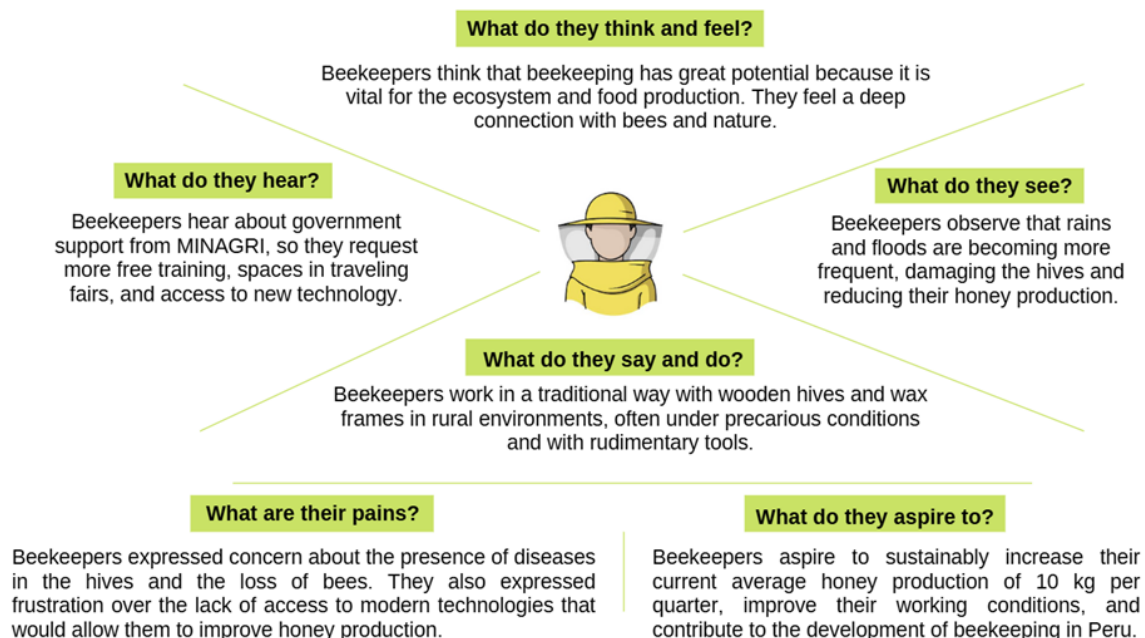 What do they think and feel?
Beekeepers think that beekeeping has great potential because it is
vital for the ecosystem and food production. They feel a deep
connection with bees and nature.
What do they hear?
Beekeepers hear about government
support from MINAGRI, so they request
more free training, spaces in traveling
fairs, and access to new technology.
What do they see?
Beekeepers observe that rains
and floods are becoming more
frequent, damaging the hives and
reducing their honey production.
What do they say and do?
Beekeepers work in a traditional way with wooden hives and wax
frames in rural environments, often under precarious conditions
and with rudimentary tools.
What are their pains?
Beekeepers expressed concern about the presence of diseases
in the hives and the loss of bees. They also expressed
frustration over the lack of access to modern technologies that
would allow them to improve honey production.
What do they aspire to?
Beekeepers aspire to sustainably increase their
current average honey production of 10 kg per
quarter, improve their working conditions, and
contribute to the development of beekeeping in Peru.